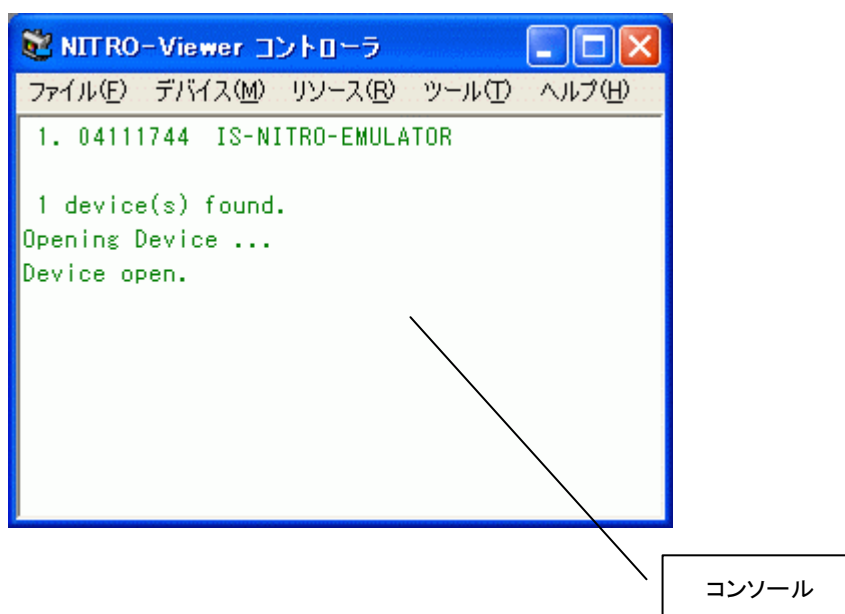 NITRO-Viewer コントローラ
ファイル(F) デバイス(M) リソース(R) ツール(T) ヘルプ(H)
1. 04111744 IS-NITRO-EMULATOR
1 device(s) found.
Opening Device ...
Device open.
コンソール